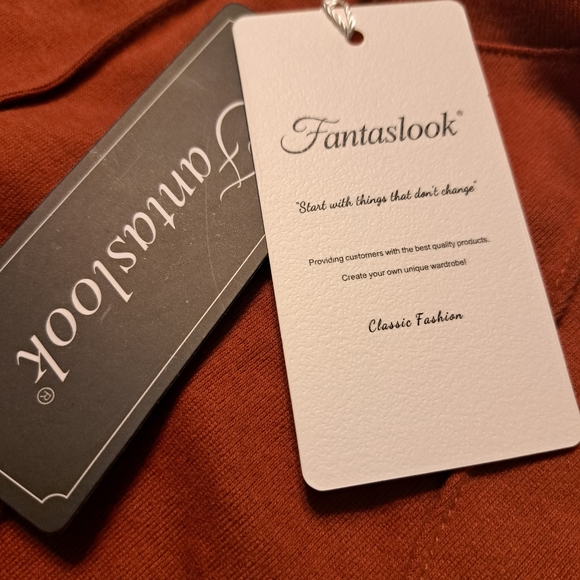 Fantaslook®
Fantaslook®
"Start with things that don't change"
Providing customers with the best quality products.
Create your own unique wardrobe!
Classic Fashion